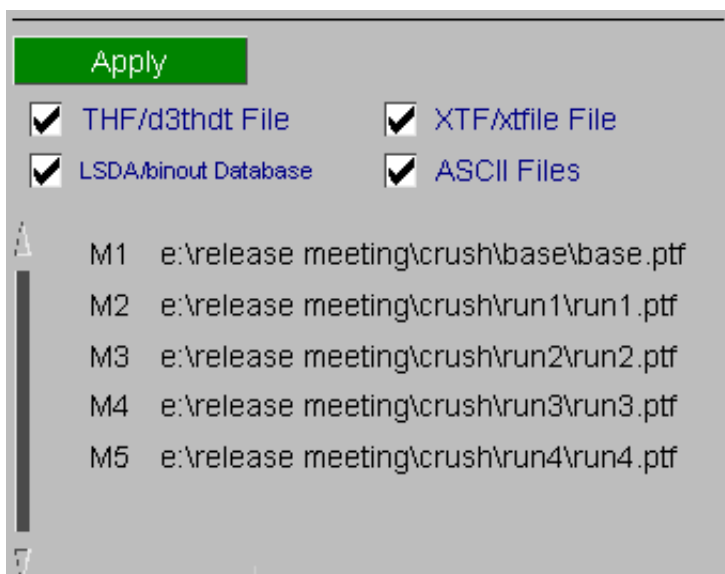 Apply
THF/d3thdt File XTF/xtfile File
LSDA/binout Database ASCII Files
M1 e:\release meeting\crush\base\base.ptf
M2 e:\release meeting\crush\run1\run1.ptf
M3 e:\release meeting\crush\run2\run2.ptf
M4 e:\release meeting\crush\run3\run3.ptf
M5 e:\release meeting\crush\run4\run4.ptf